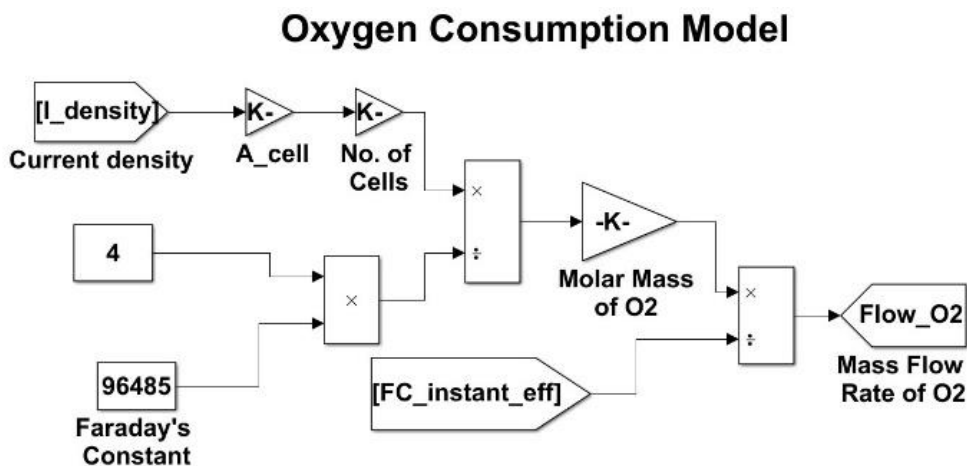 Oxygen Consumption Model
[I_density]
Current density
K-
A_cell
K-
No. of
Cells
×
÷
-K-
Molar Mass
of O2
4
×
96485
Faraday's
Constant
[FC_instant_eff]
×
÷
Flow_O2
Mass Flow
Rate of O2